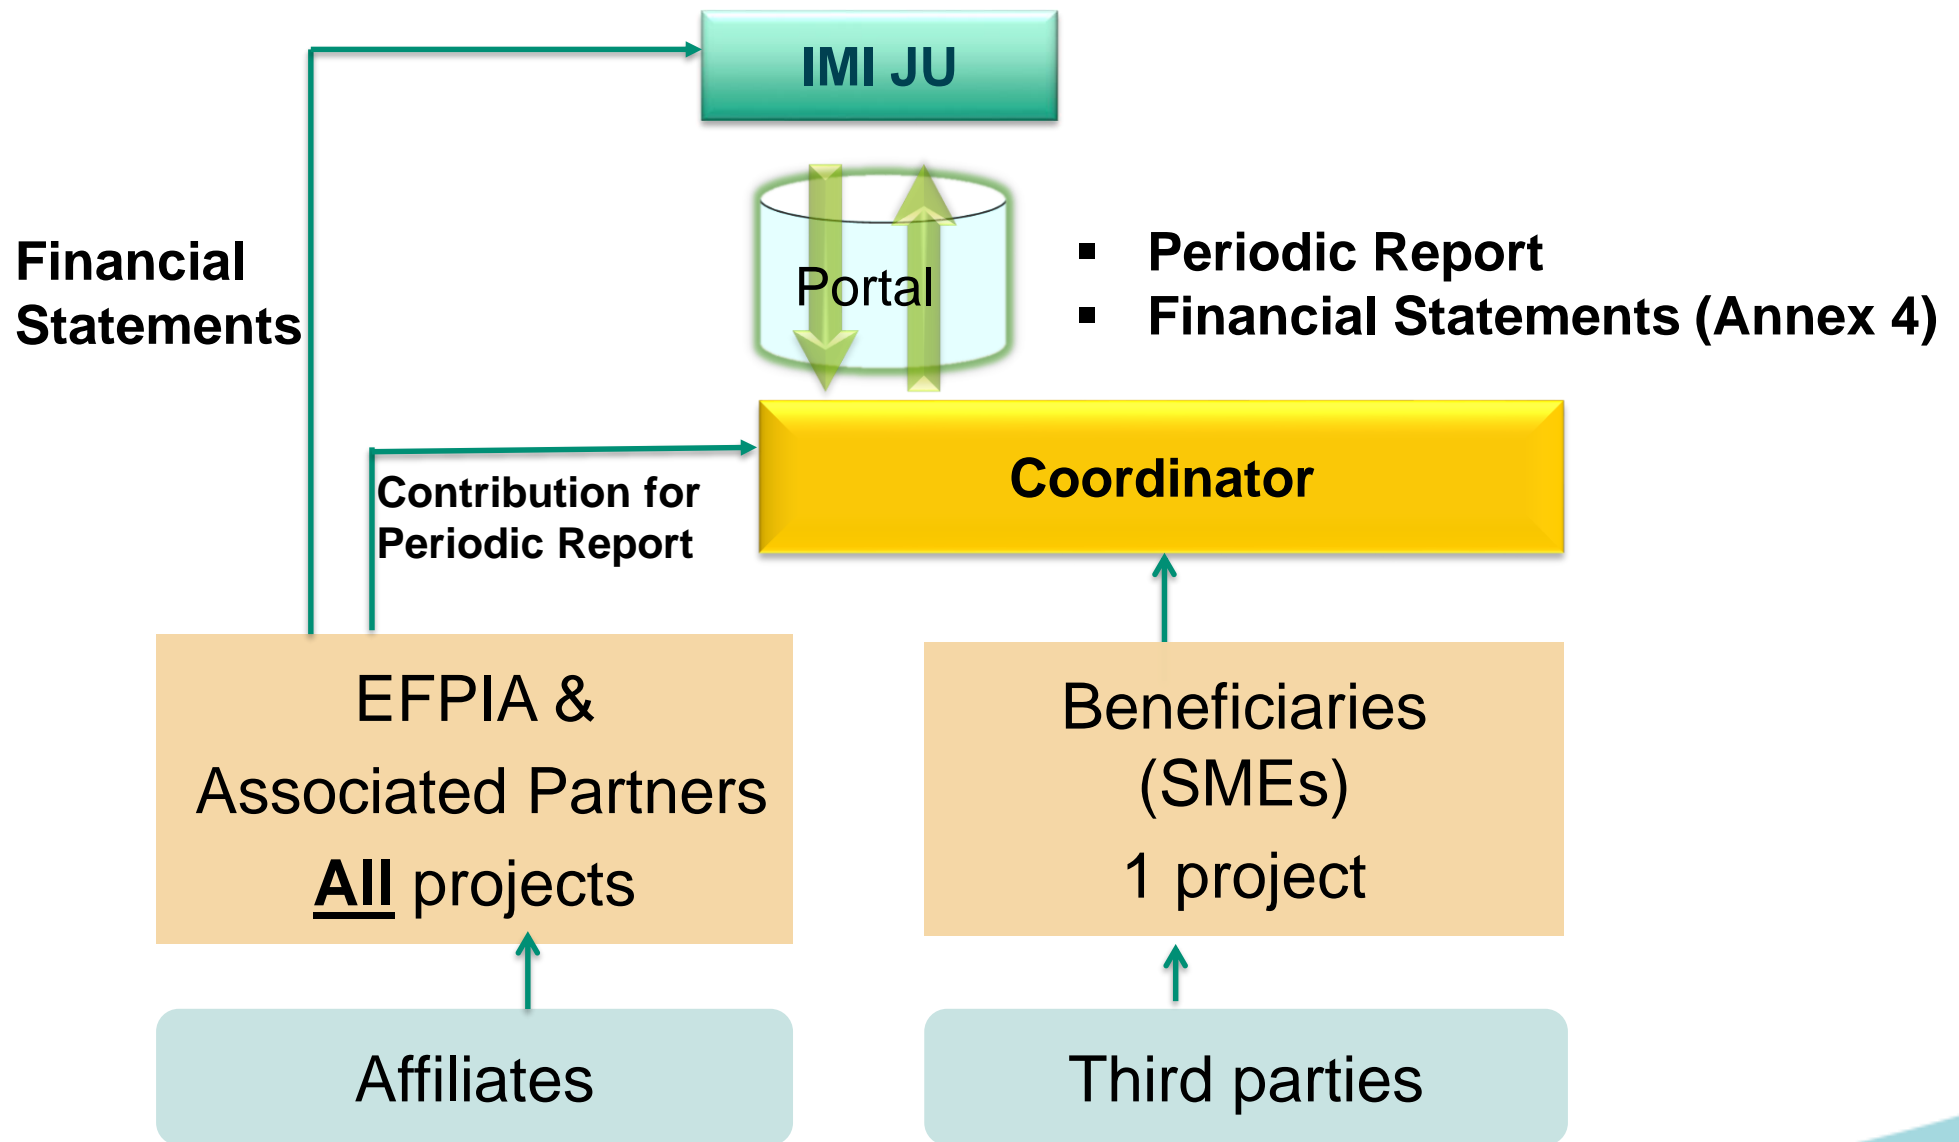 IMI JU
Financial
Statements
Portal
▪ Periodic Report
▪ Financial Statements (Annex 4)
Coordinator
Contribution for
Periodic Report
EFPIA &
Associated Partners
All projects
Beneficiaries
(SMEs)
1 project
Affiliates
Third parties